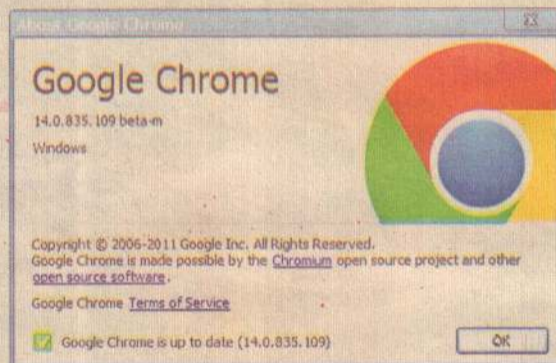 About Google Chrome
Google Chrome
14.0.835.109 beta-m
Windows
Copyright © 2006-2011 Google Inc. All Rights Reserved.
Google Chrome is made possible by the Chromium open source project and other
open source software.
Google Chrome Terms of Service
Google Chrome is up to date (14.0.835.109)
OK